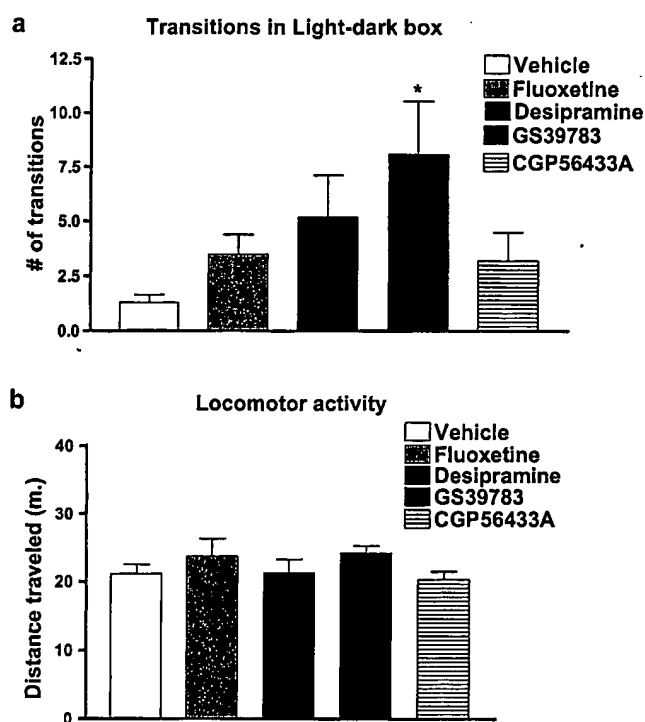 a
Transitions in Light-dark box
12.5
10.0
7.5
5.0
2.5
0.0
# of transitions
*
Vehicle
Fluoxetine
Desipramine
GS39783
CGP56433A
b
Locomotor activity
40
30
20
10
0
Distance traveled (m.)
Vehicle
Fluoxetine
Desipramine
GS39783
CGP56433A